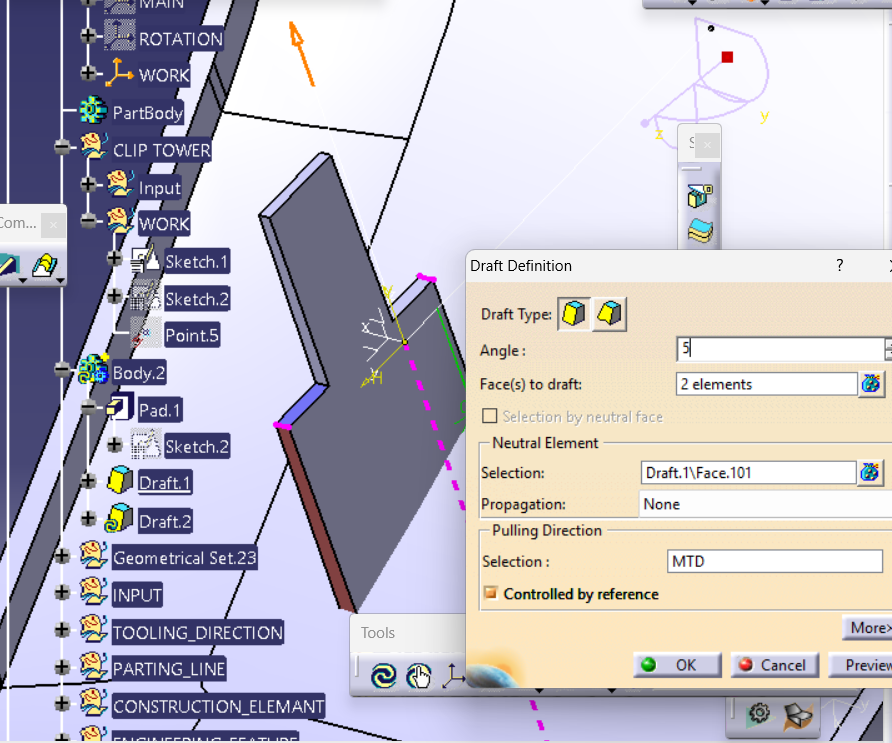 MAIN
ROTATION
WORK
PartBody
CLIP TOWER
Input
WORK
Sketch.1
Sketch.2
Point.5
Body.2
Pad.1
Sketch.2
Draft.1
Draft.2
Geometrical Set.23
INPUT
TOOLING_DIRECTION
PARTING_LINE
CONSTRUCTION_ELEMANT
ENGINEERING_FEATURE
Com...
S
z
y
y
H
Draft Definition
?
Draft Type:
Angle :
5
Face(s) to draft:
2 elements
Selection by neutral face
Neutral Element
Selection:
Draft.1\Face.101
Propagation:
None
Pulling Direction
Selection :
MTD
Controlled by reference
More>
OK
Cancel
Preview
Tools